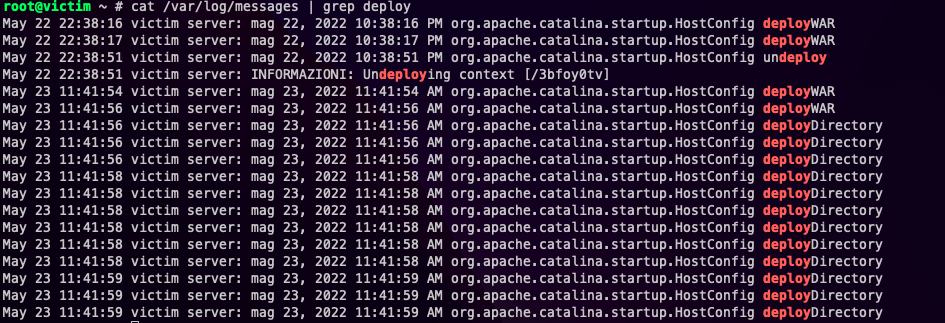 root@victim ~ # cat /var/log/messages | grep deploy
May 22 22:38:16 victim server: mag 22, 2022 10:38:16 PM org.apache.catalina.startup.HostConfig deployWAR
May 22 22:38:17 victim server: mag 22, 2022 10:38:17 PM org.apache.catalina.startup.HostConfig deployWAR
May 22 22:38:51 victim server: mag 22, 2022 10:38:51 PM org.apache.catalina.startup.HostConfig undeploy
May 22 22:38:51 victim server: INFORMAZIONI: Undeploying context [/3bfoy0tv]
May 23 11:41:54 victim server: mag 23, 2022 11:41:54 AM org.apache.catalina.startup.HostConfig deployWAR
May 23 11:41:56 victim server: mag 23, 2022 11:41:56 AM org.apache.catalina.startup.HostConfig deployWAR
May 23 11:41:56 victim server: mag 23, 2022 11:41:56 AM org.apache.catalina.startup.HostConfig deployDirectory
May 23 11:41:56 victim server: mag 23, 2022 11:41:56 AM org.apache.catalina.startup.HostConfig deployDirectory
May 23 11:41:56 victim server: mag 23, 2022 11:41:56 AM org.apache.catalina.startup.HostConfig deployDirectory
May 23 11:41:58 victim server: mag 23, 2022 11:41:58 AM org.apache.catalina.startup.HostConfig deployDirectory
May 23 11:41:58 victim server: mag 23, 2022 11:41:58 AM org.apache.catalina.startup.HostConfig deployDirectory
May 23 11:41:58 victim server: mag 23, 2022 11:41:58 AM org.apache.catalina.startup.HostConfig deployDirectory
May 23 11:41:58 victim server: mag 23, 2022 11:41:58 AM org.apache.catalina.startup.HostConfig deployDirectory
May 23 11:41:58 victim server: mag 23, 2022 11:41:58 AM org.apache.catalina.startup.HostConfig deployDirectory
May 23 11:41:59 victim server: mag 23, 2022 11:41:59 AM org.apache.catalina.startup.HostConfig deployDirectory
May 23 11:41:59 victim server: mag 23, 2022 11:41:59 AM org.apache.catalina.startup.HostConfig deployDirectory
May 23 11:41:59 victim server: mag 23, 2022 11:41:59 AM org.apache.catalina.startup.HostConfig deployDirectory
May 23 11:41:59 victim server: mag 23, 2022 11:41:59 AM org.apache.catalina.startup.HostConfig deployDirectory